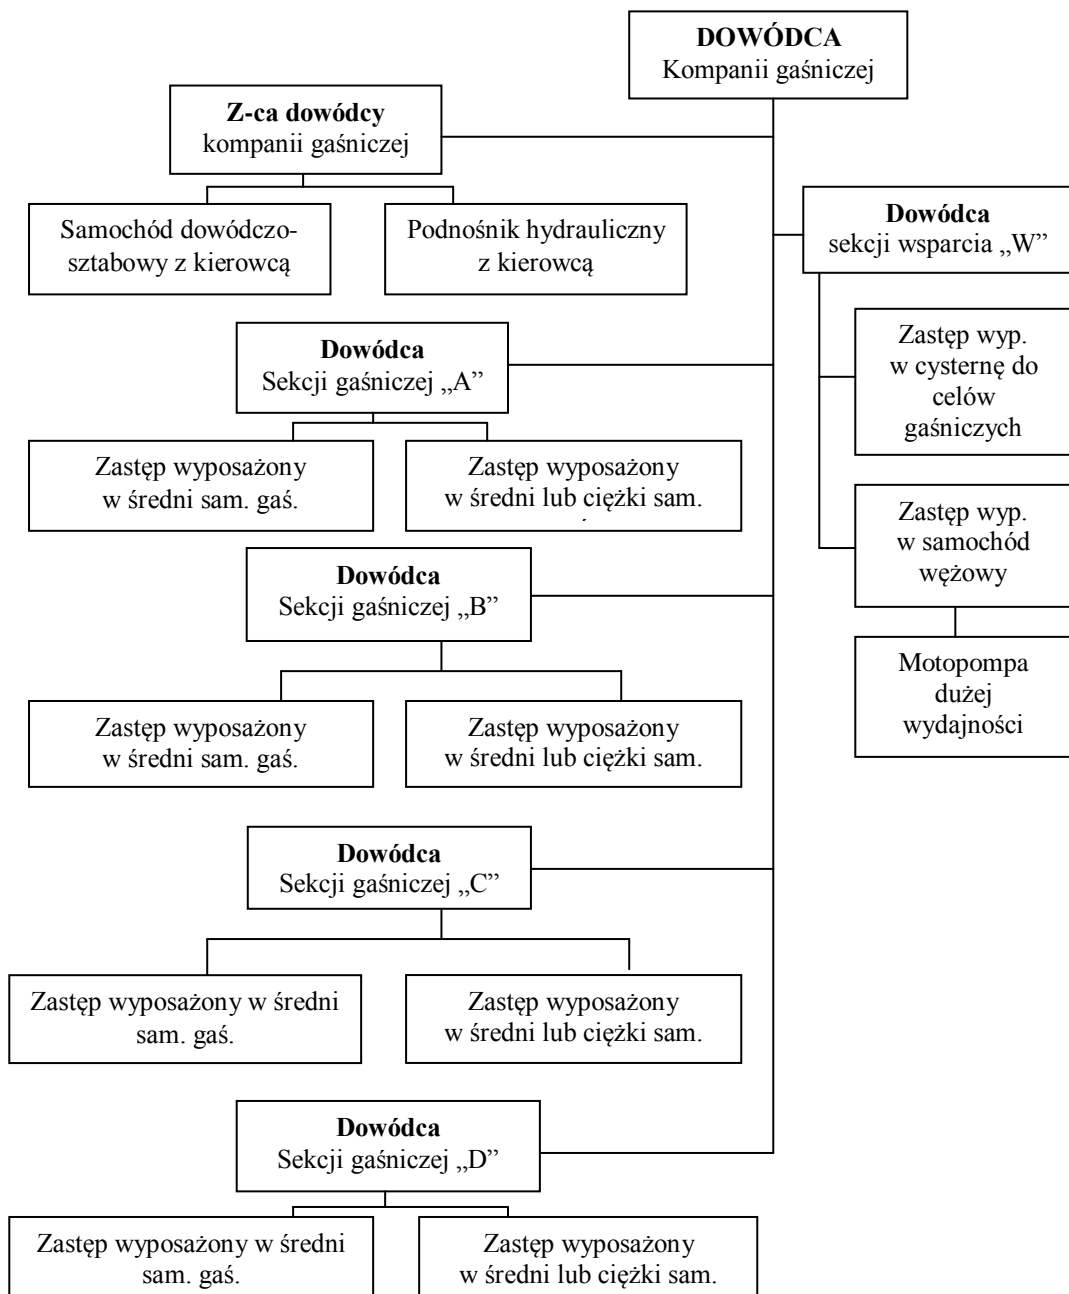 DOWÓDCA
Kompanii gaśniczej
Z-ca dowódcy
kompanii gaśniczej
Samochód dowódczo-
sztabowy z kierowcą
Podnośnik hydrauliczny
z kierowcą
Dowódca
sekcji wsparcia „W”
Zastęp wyp.
w cysternę do
celów
gaśniczych
Zastęp wyp.
w samochód
wężowy
Motopompa
dużej
wydajności
Dowódca
Sekcji gaśniczej „A”
Zastęp wyposażony
w średni sam. gaś.
Zastęp wyposażony
w średni lub ciężki sam.
Dowódca
Sekcji gaśniczej „B”
Zastęp wyposażony
w średni sam. gaś.
Zastęp wyposażony
w średni lub ciężki sam.
Dowódca
Sekcji gaśniczej „C”
Zastęp wyposażony w średni
sam. gaś.
Zastęp wyposażony
w średni lub ciężki sam.
Dowódca
Sekcji gaśniczej „D”
Zastęp wyposażony w średni
sam. gaś.
Zastęp wyposażony
w średni lub ciężki sam.